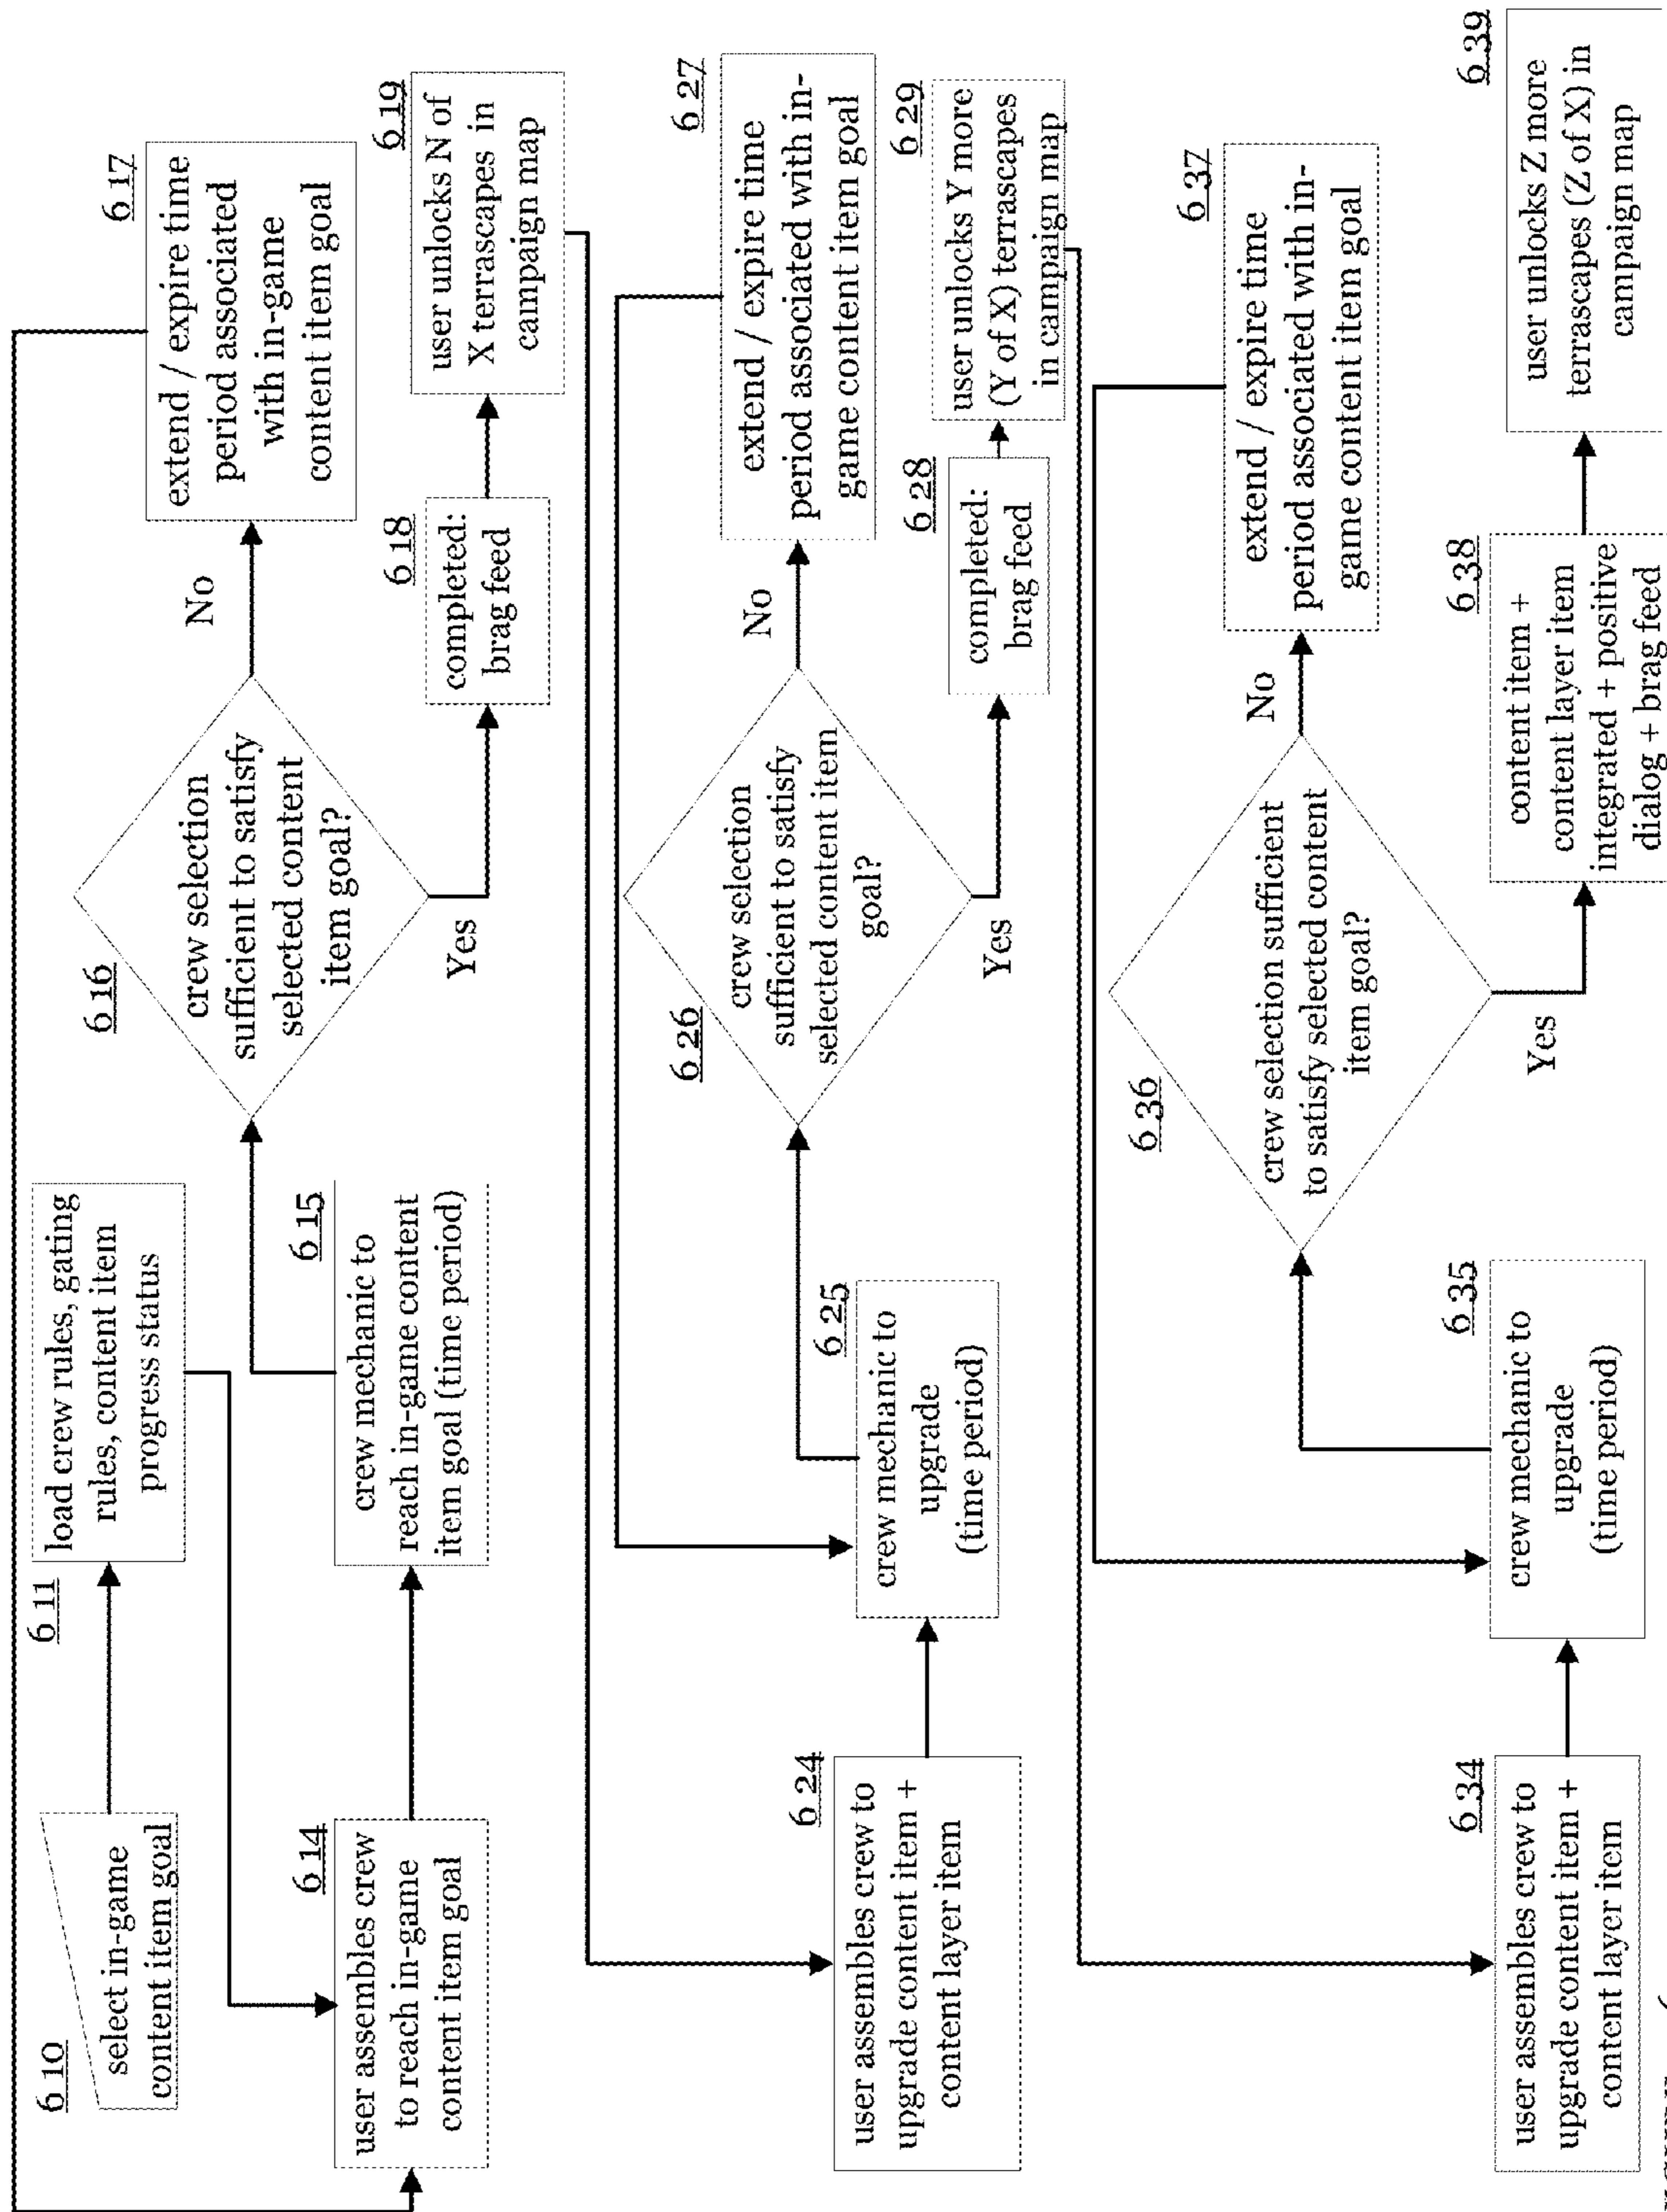 6 10
select in-game
content item goal
6 11
load crew rules, gating
rules, content item
progress status
6 14
user assembles crew
to reach in-game
content item goal
6 15
crew mechanic to
reach in-game content
item goal (time period)
6 16
crew selection
sufficient to satisfy
selected content
item goal?
No
Yes
6 17
extend / expire time
period associated
with in-game
content item goal
6 18
completed:
brag feed
6 19
user unlocks N of
X terrascapes in
campaign map
6 24
user assembles crew to
upgrade content item +
content layer item
6 25
crew mechanic to
upgrade
(time period)
6 26
crew selection
sufficient to satisfy
selected content item
goal?
No
Yes
6 27
extend / expire time
period associated with in-
game content item goal
6 28
completed:
brag feed
6 29
user unlocks Y more
(Y of X) terrascapes
in campaign map
6 34
user assembles crew to
upgrade content item +
content layer item
6 35
crew mechanic to
upgrade
(time period)
6 36
crew selection sufficient
to satisfy selected content
item goal?
No
Yes
6 37
extend / expire time
period associated with in-
game content item goal
6 38
content item +
content layer item
integrated + positive
dialog + brag feed
6 39
user unlocks Z more
terrascapes (Z of X) in
campaign map